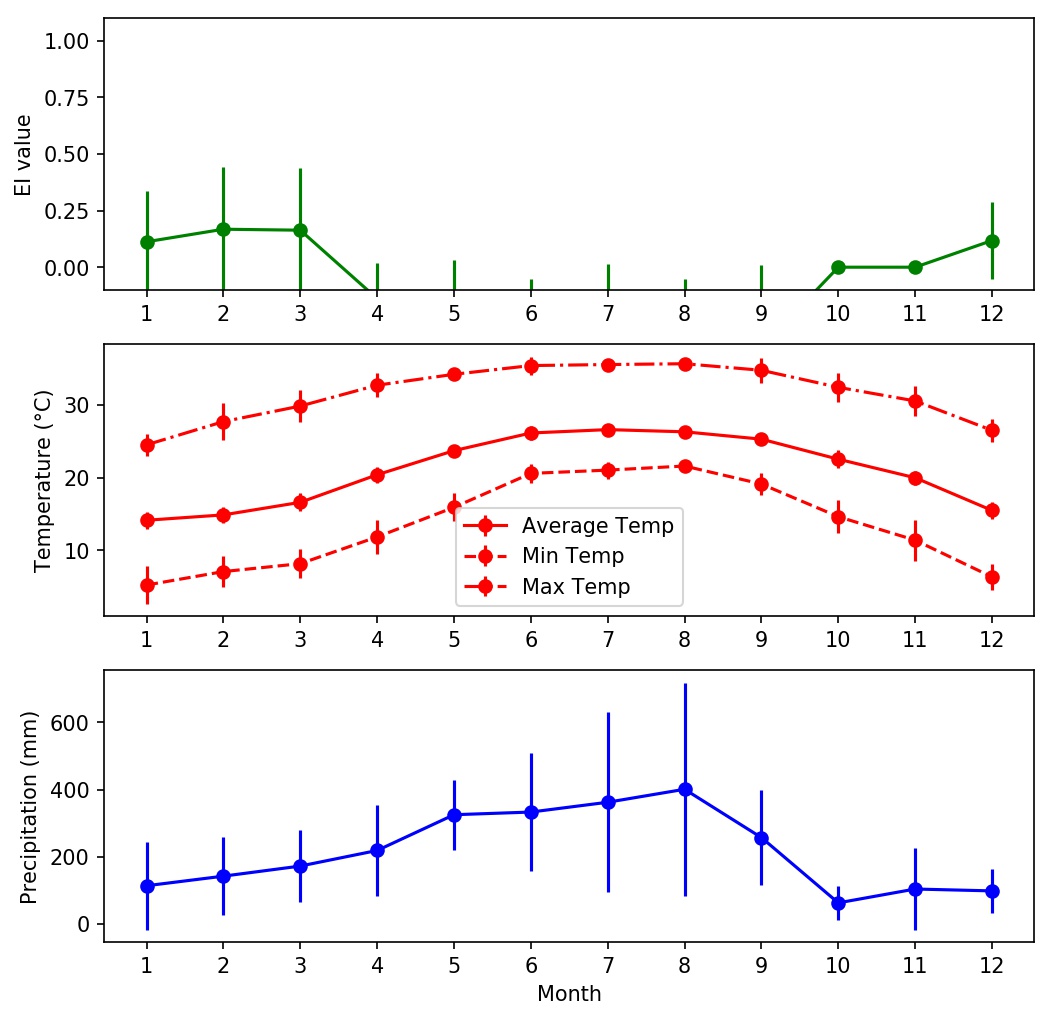 EI value
1.00
0.75
0.50
0.25
0.00
1 2 3 4 5 6 7 8 9 10 11 12
Temperature (°C)
30
20
10
Average Temp
Min Temp
Max Temp
1 2 3 4 5 6 7 8 9 10 11 12
Precipitation (mm)
600
400
200
0
1 2 3 4 5 6 7 8 9 10 11 12
Month